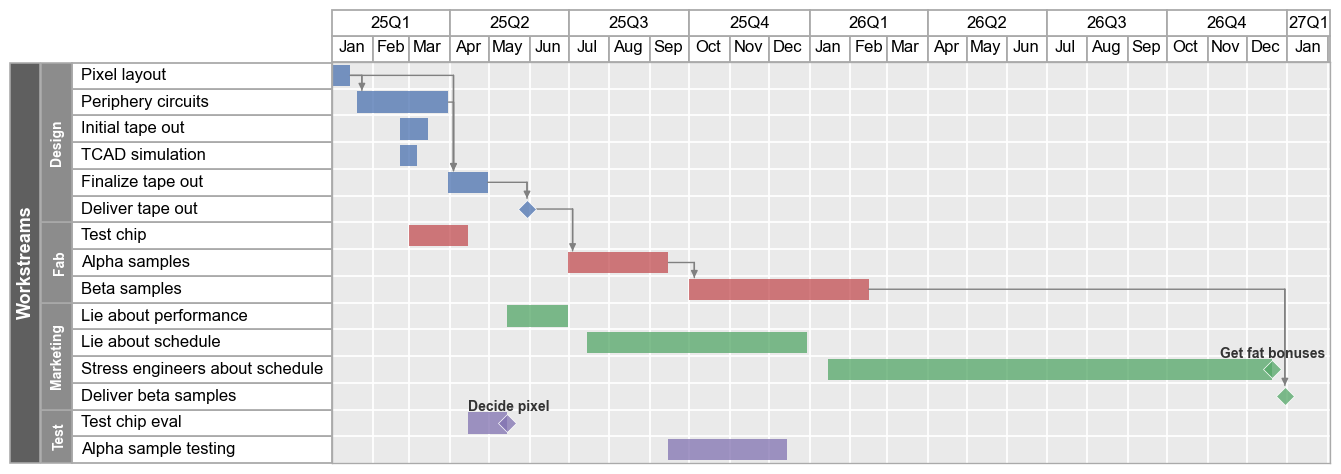 25Q1 25Q2 25Q3 25Q4 26Q1 26Q2 26Q3 26Q4 27Q1
Jan Feb Mar Apr May Jun Jul Aug Sep Oct Nov Dec Jan Feb Mar Apr May Jun Jul Aug Sep Oct Nov Dec Jan
Workstreams
Design
Pixel layout
Periphery circuits
Initial tape out
TCAD simulation
Finalize tape out
Deliver tape out
Fab
Test chip
Alpha samples
Beta samples
Marketing
Lie about performance
Lie about schedule
Get fat bonuses
Stress engineers about schedule
Deliver beta samples
Test
Decide pixel
Test chip eval
Alpha sample testing